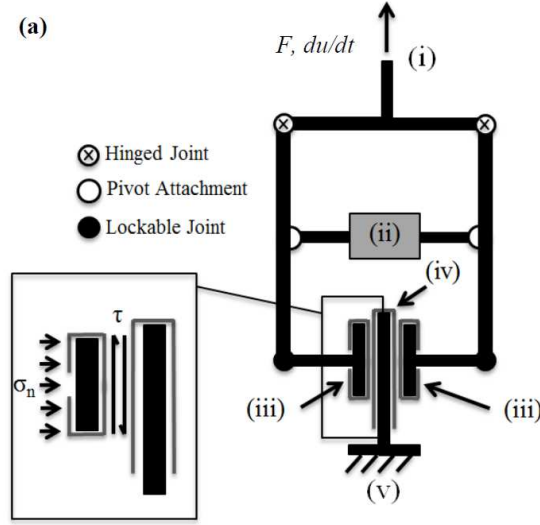 (a)
F, du/dt
(i)
Hinged Joint
Pivot Attachment
Lockable Joint
(ii)
(iv)
τ
σn
(iii)
(iii)
(v)